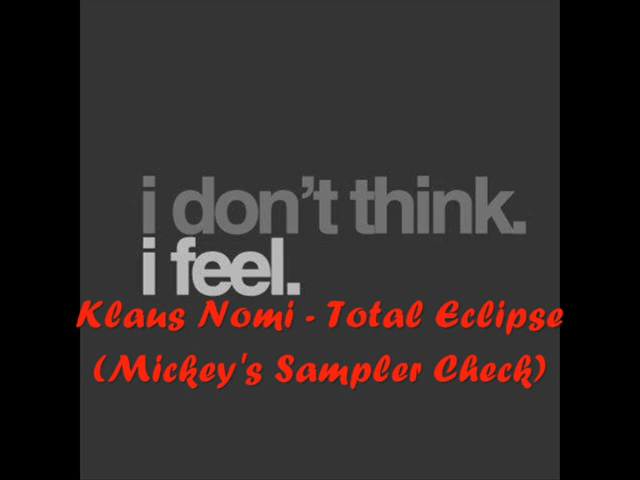 i don't think.
i feel.
Klaus Nomi - Total Eclipse
(Mickey's Sampler Check)